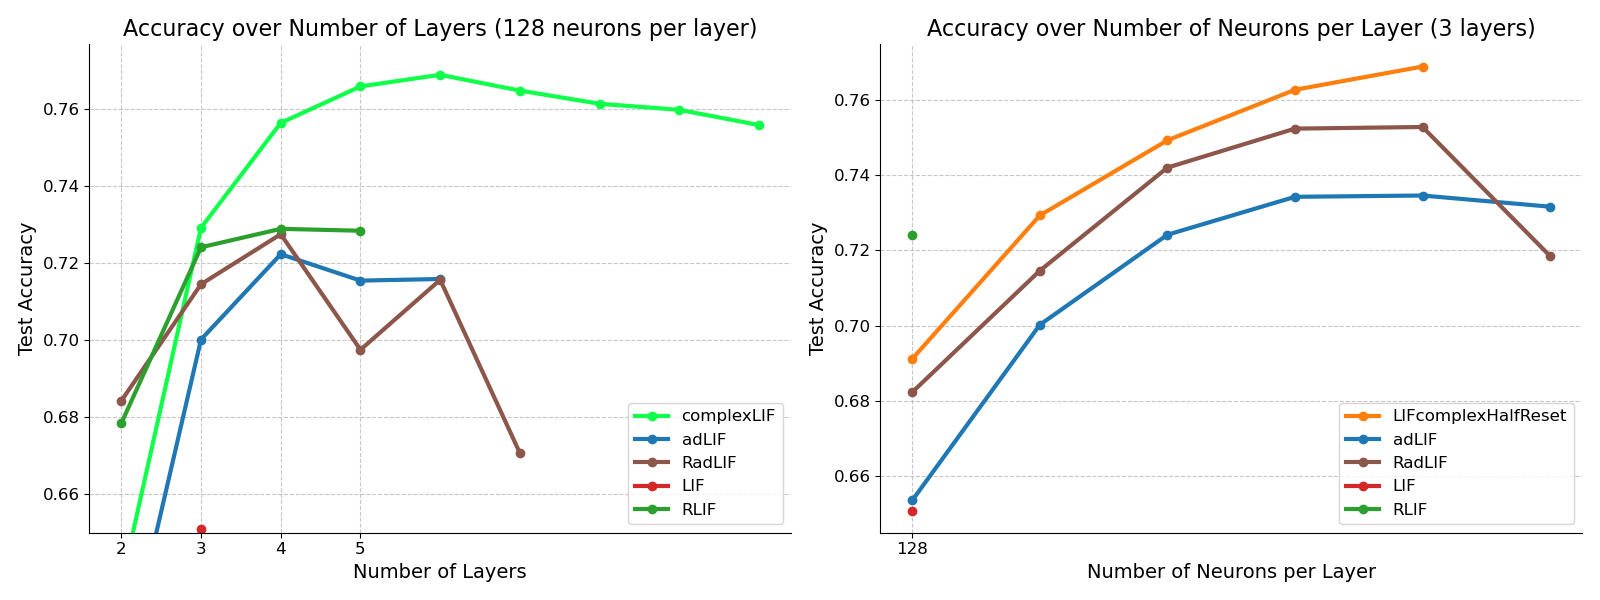 Accuracy over Number of Layers (128 neurons per layer)
Test Accuracy
0.76
0.74
0.72
0.70
0.68
0.66
2 3 4 5
Number of Layers
complexLIF
adLIF
RadLIF
LIF
RLIF
Accuracy over Number of Neurons per Layer (3 layers)
Test Accuracy
0.76
0.74
0.72
0.70
0.68
0.66
128
Number of Neurons per Layer
LIFcomplexHalfReset
adLIF
RadLIF
LIF
RLIF